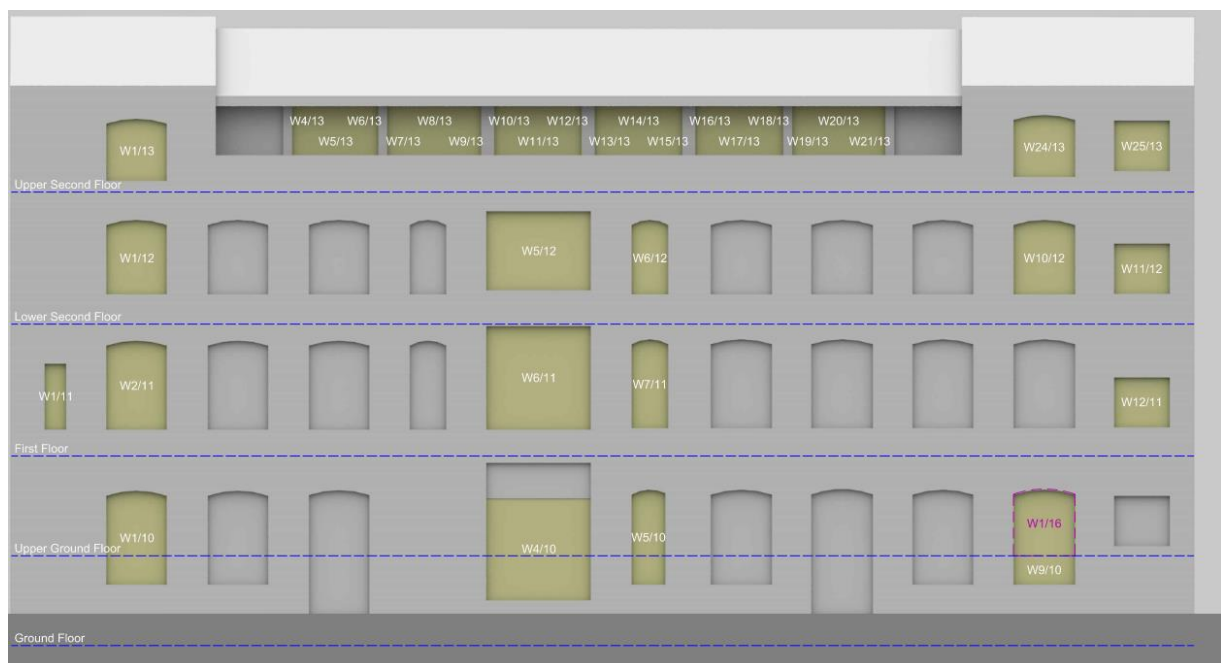 W4/13 W6/13 W8/13 W10/13 W12/13 W14/13 W16/13 W18/13 W20/13
W1/13 W5/13 W7/13 W9/13 W11/13 W13/13 W15/13 W17/13 W19/13 W21/13 W24/13 W25/13
Upper Second Floor
W1/12 W5/12 W6/12 W10/12 W11/12
Lower Second Floor
W1/11 W2/11 W6/11 W7/11 W12/11
First Floor
W1/16
W1/10 W4/10 W5/10
Upper Ground Floor
W9/10
Ground Floor